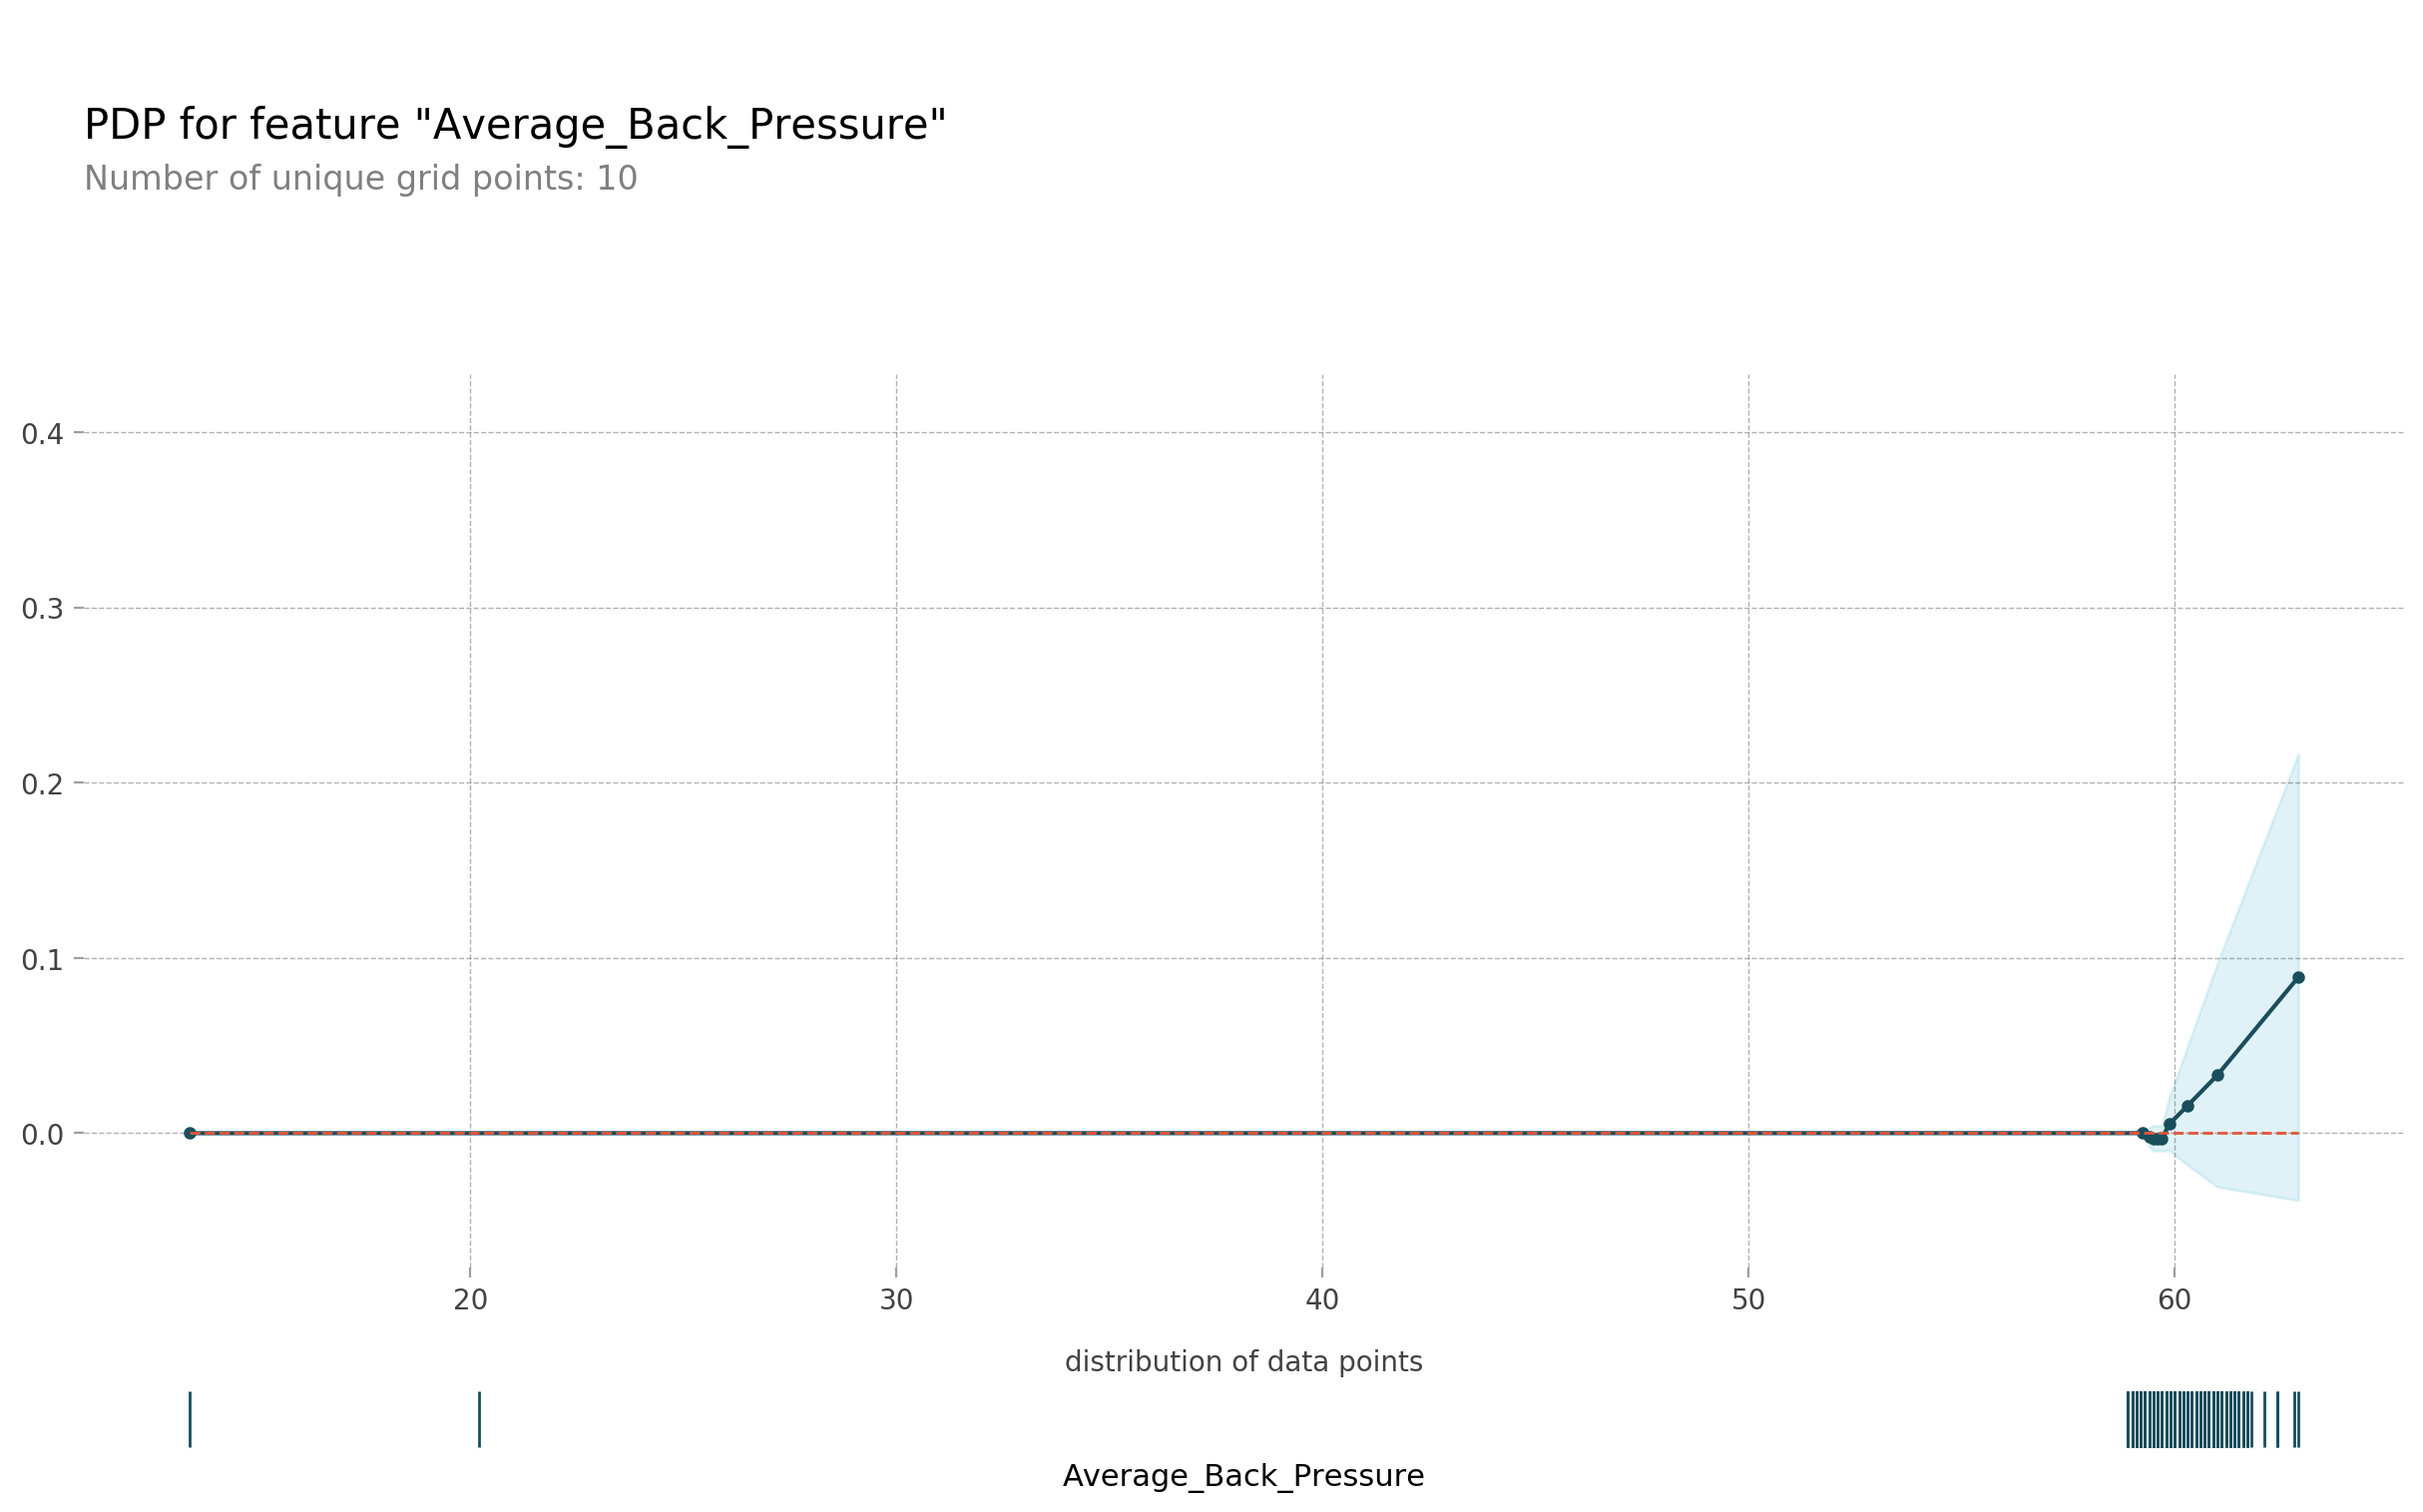 PDP for feature "Average_Back_Pressure"
Number of unique grid points: 10
0.4
0.3
0.2
0.1
0.0
20 30 40 50 60
distribution of data points
Average_Back_Pressure